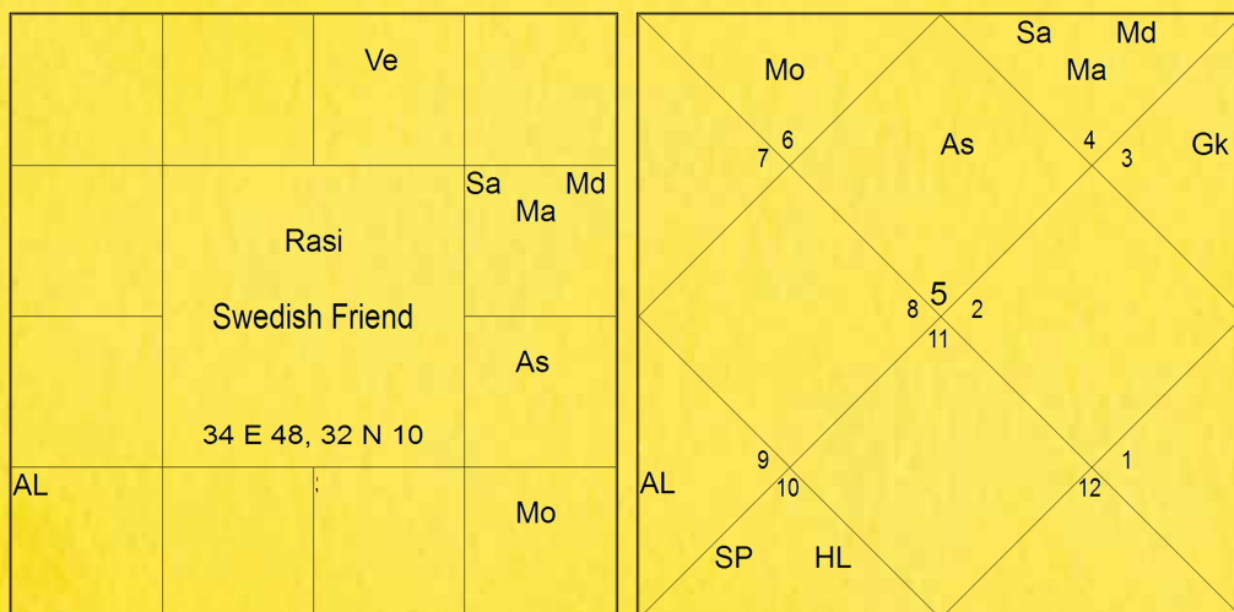 Ve
Sa Md
Ma
Rasi
Swedish Friend
As
34 E 48, 32 N 10
AL
Mo
Sa Md
Mo Ma
6 As 4 Gk
7 3
5
8 2
11
9 1
AL 10 12
SP HL